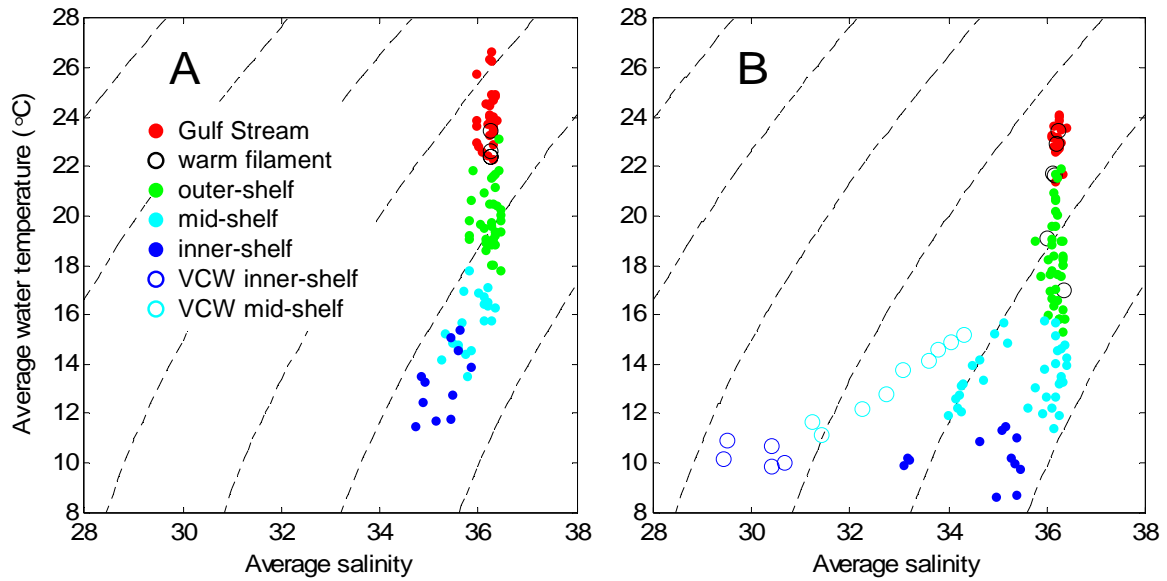 A
B
Gulf Stream
warm filament
outer-shelf
mid-shelf
inner-shelf
VCW inner-shelf
VCW mid-shelf
Average water temperature (°C)
28
26
24
22
20
18
16
14
12
10
8
28 30 32 34 36 38
Average salinity
28
26
24
22
20
18
16
14
12
10
8
28 30 32 34 36 38
Average salinity